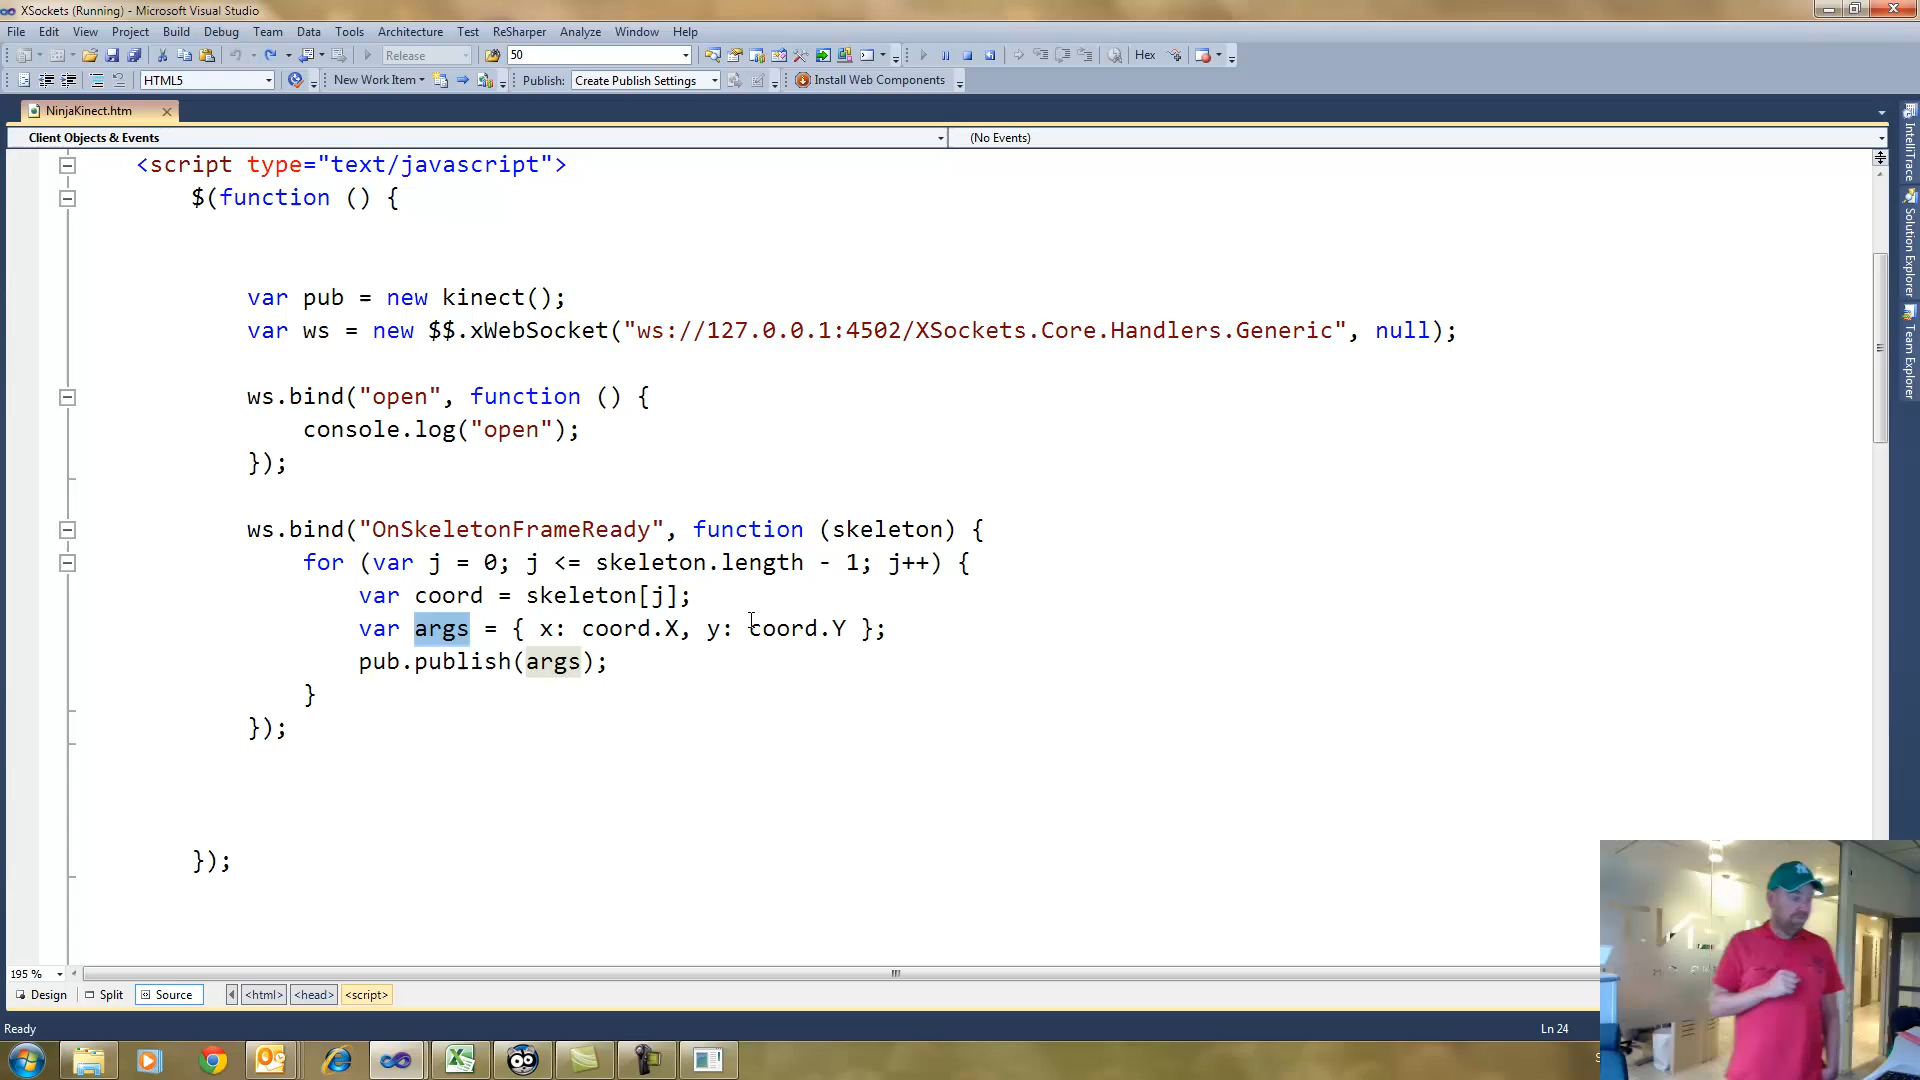 XSockets (Running) - Microsoft Visual Studio
File Edit View Project Build Debug Team Data Tools Architecture Test ReSharper Analyze Window Help
Release 50 Hex
HTML5 New Work Item Publish: Create Publish Settings Install Web Components
NinjaKinect.htm
Client Objects & Events (No Events)
<script type="text/javascript">
$(function () {
var pub = new kinect();
var ws = new $$.xWebSocket("ws://127.0.0.1:4502/XSockets.Core.Handlers.Generic", null);
ws.bind("open", function () {
console.log("open");
});
ws.bind("OnSkeletonFrameReady", function (skeleton) {
for (var j = 0; j <= skeleton.length - 1; j++) {
var coord = skeleton[j];
var args = { x: coord.X, y: coord.Y };
pub.publish(args);
}
});
});
IntelliTrace
Solution Explorer
Team Explorer
195 %
Design Split Source <html> <head> <script>
Ready Ln 24